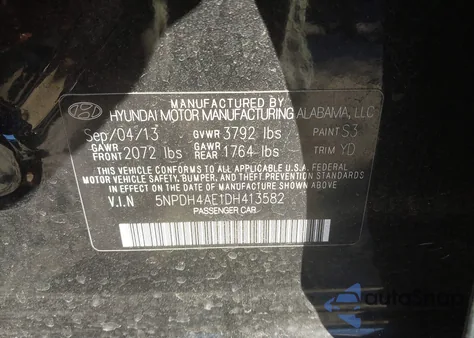 MANUFACTURED BY
HYUNDAI MOTOR MANUFACTURING ALABAMA, LLC
Sep/04/13 GVWR 3792 lbs PAINT S3
GAWR FRONT 2072 lbs GAWR REAR 1764 lbs TRIM YD
THIS VEHICLE CONFORMS TO ALL APPLICABLE U.S.A. FEDERAL
MOTOR VEHICLE SAFETY, BUMPER, AND THEFT PREVENTION STANDARDS
IN EFFECT ON THE DATE OF MANUFACTURE SHOWN ABOVE.
V.I.N 5NPDH4AE1DH413582
PASSENGER CAR